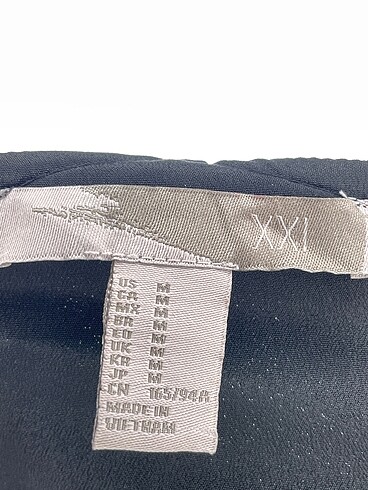 XXI
US M
CA M
MX M
BR M
EU M
UK M
KR M
JP M
CN 165/94A
MADE IN
VIETNAM